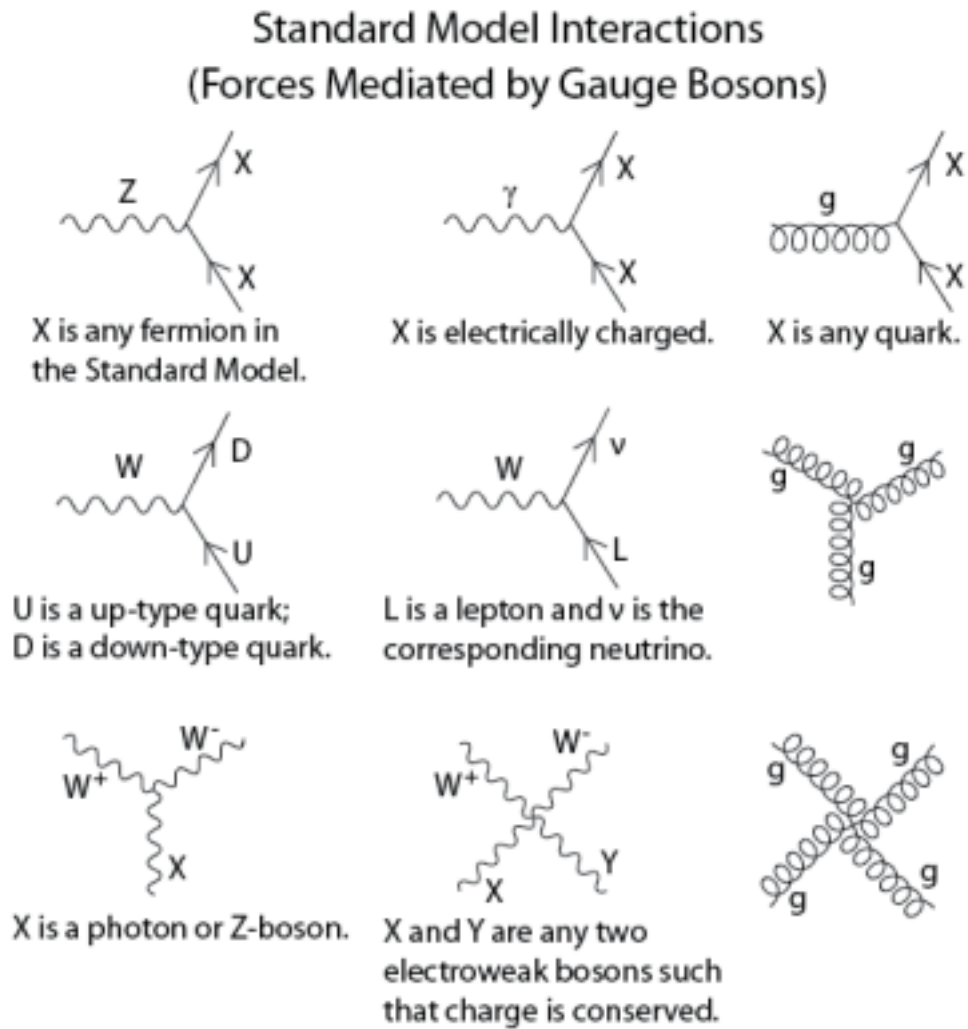 Standard Model Interactions
(Forces Mediated by Gauge Bosons)
Z
X
X
X is any fermion in
the Standard Model.
γ
X
X
X is electrically charged.
g
X
X
X is any quark.
W
D
U
U is a up-type quark;
D is a down-type quark.
W
ν
L
L is a lepton and ν is the
corresponding neutrino.
g
g
g
W⁺
W⁻
X
X is a photon or Z-boson.
W⁺
W⁻
X
Y
X and Y are any two
electroweak bosons such
that charge is conserved.
g
g
g
g